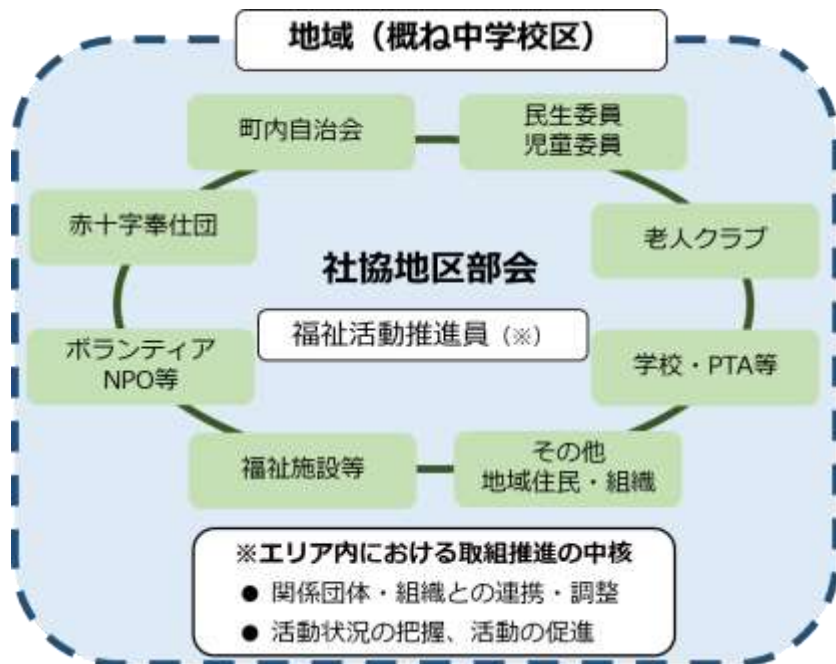 地域（概ね中学校区）
町内自治会
民生委員
児童委員
赤十字奉仕団
老人クラブ
社協地区部会
福祉活動推進員（※）
ボランティア
NPO等
学校・PTA等
福祉施設等
その他
地域住民・組織
※エリア内における取組推進の中核
● 関係団体・組織との連携・調整
● 活動状況の把握、活動の促進